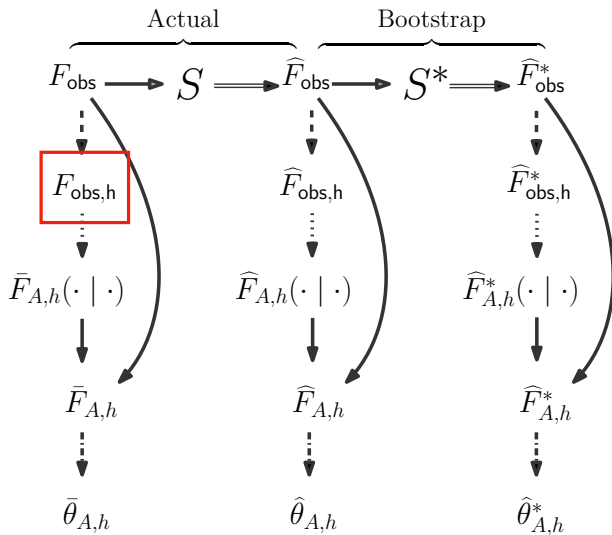 Actual Bootstrap
F_obs S F̂_obs S* F̂*_obs
F_obs,h F̂_obs,h F̂*_obs,h
F̄_A,h(· | ·) F̂_A,h(· | ·) F̂*_A,h(· | ·)
F̄_A,h F̂_A,h F̂*_A,h
θ̄_A,h θ̂_A,h θ̂*_A,h